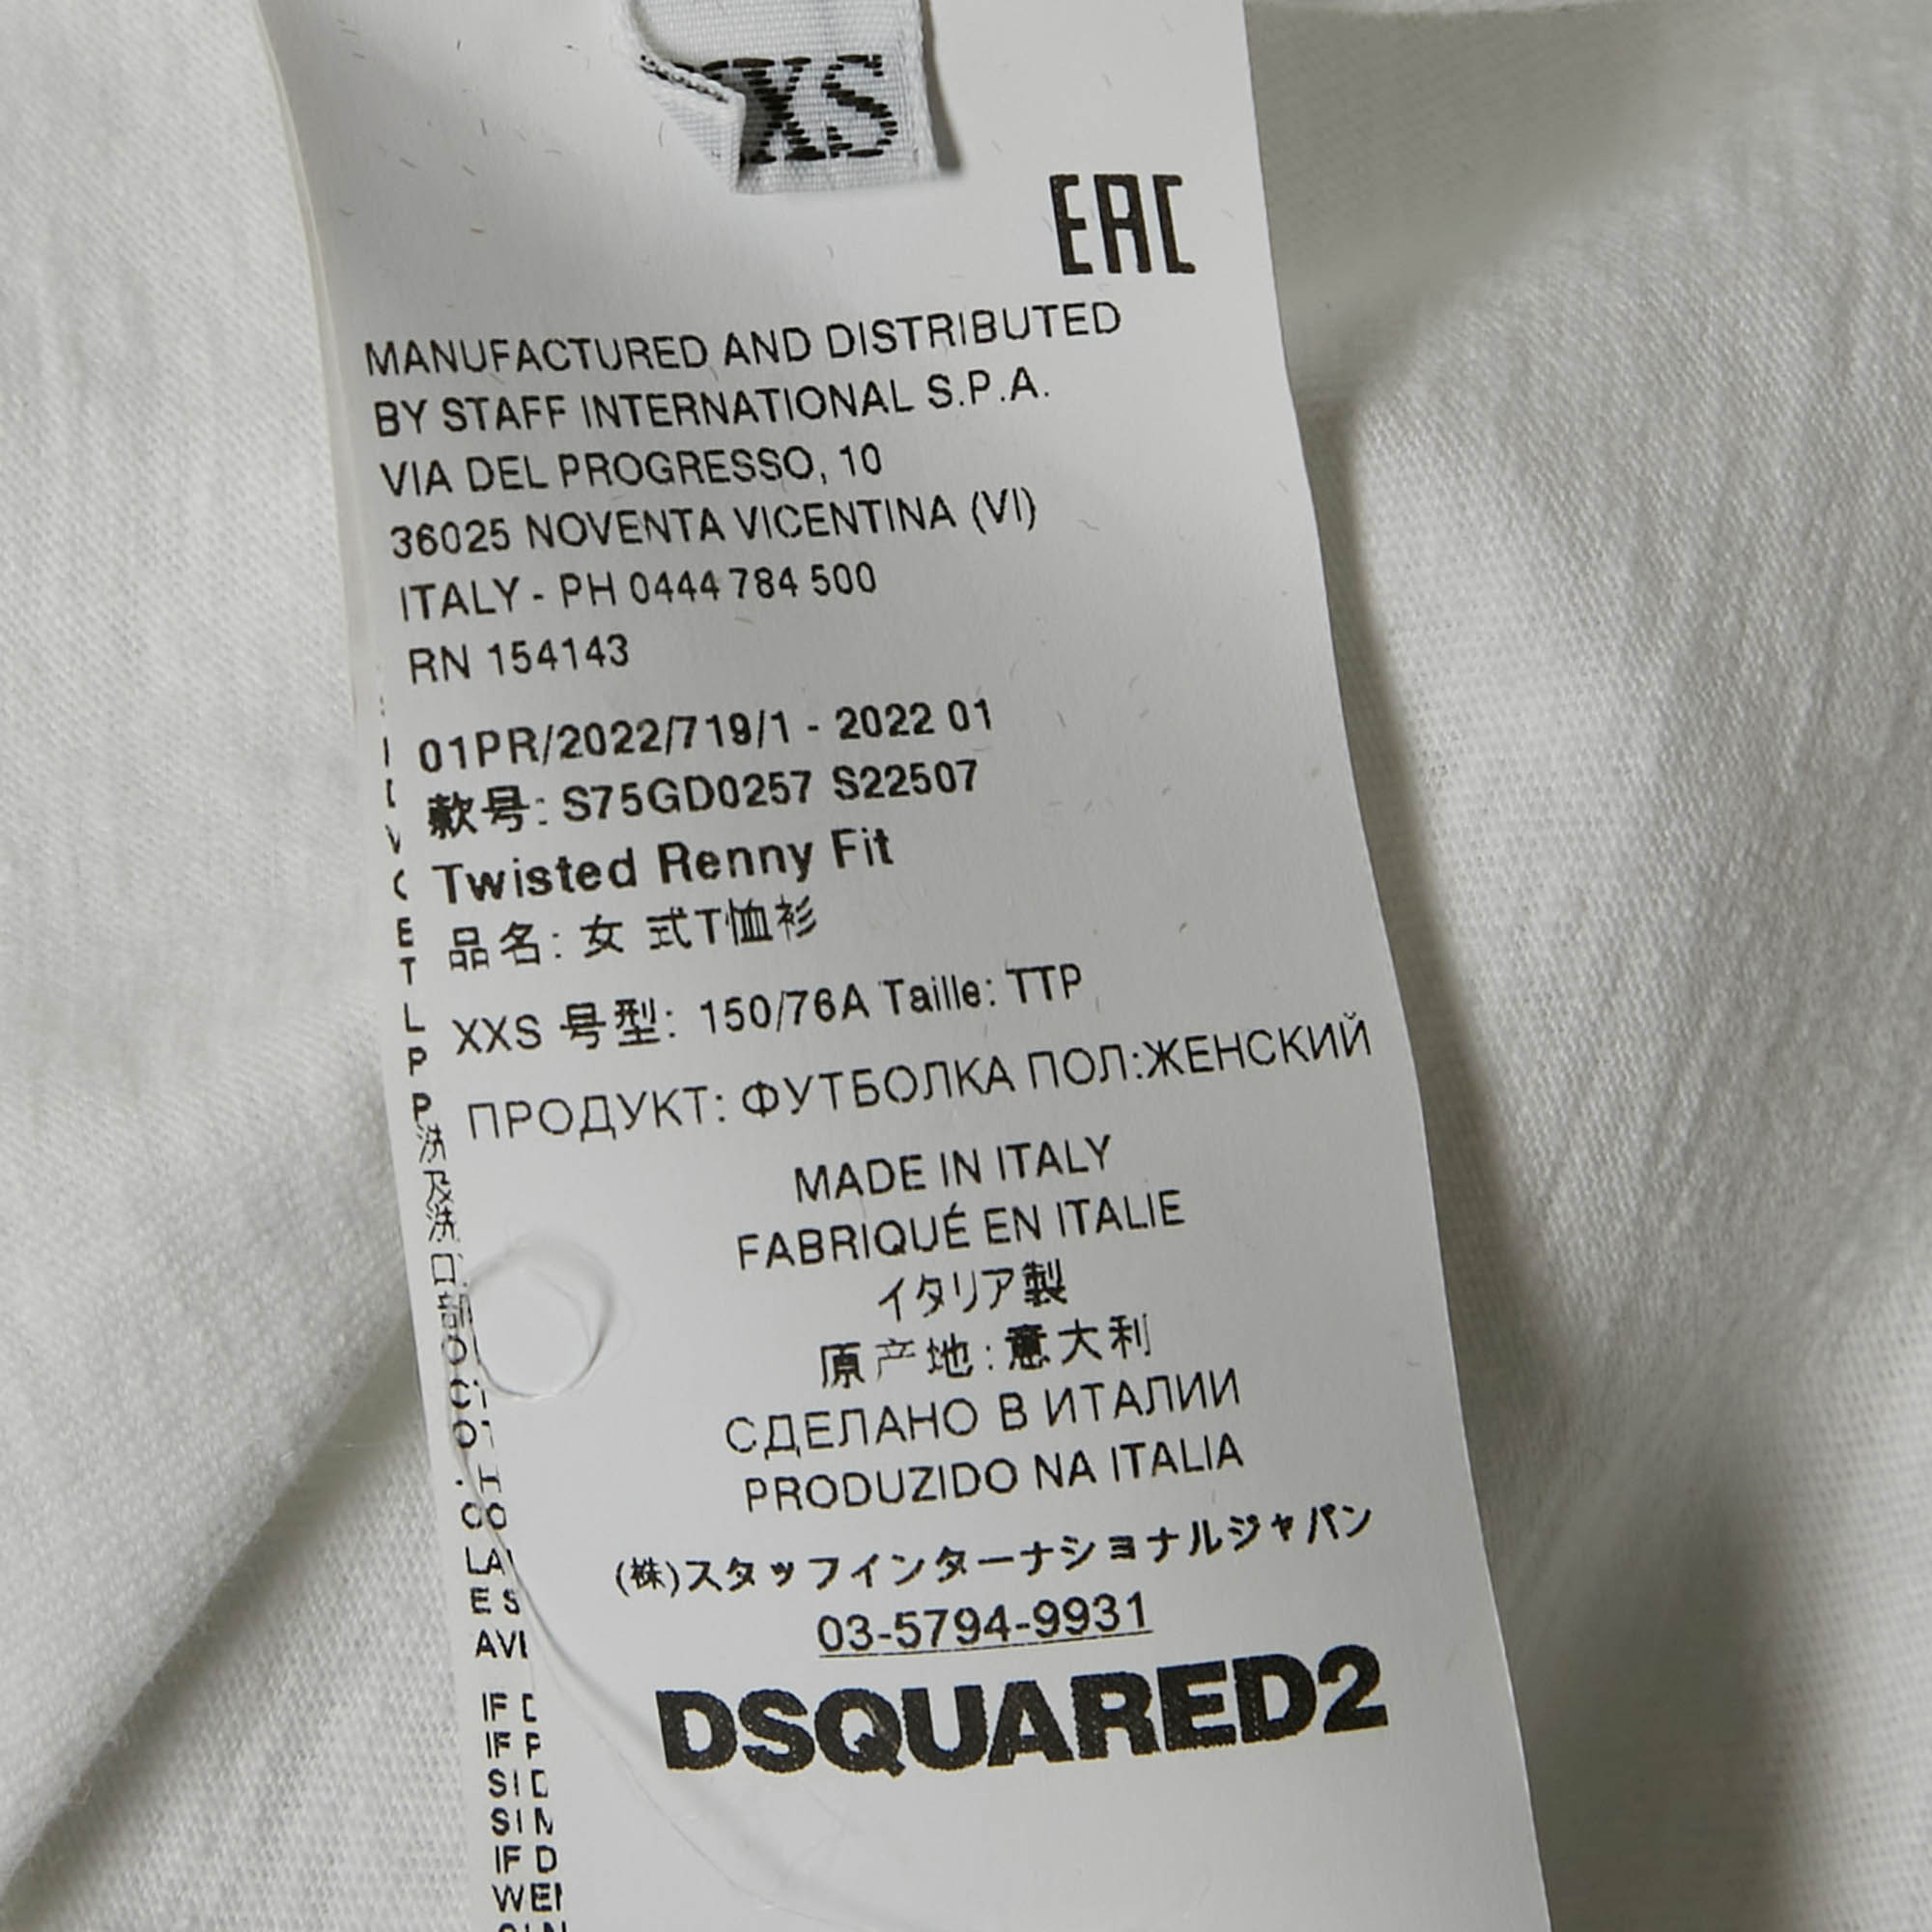 XS
EAC
MANUFACTURED AND DISTRIBUTED
BY STAFF INTERNATIONAL S.P.A.
VIA DEL PROGRESSO, 10
36025 NOVENTA VICENTINA (VI)
ITALY - PH 0444 784 500
RN 154143
01PR/2022/719/1 - 2022 01
款号: S75GD0257 S22507
Twisted Renny Fit
品名: 女 式T恤衫
XXS 号型: 150/76A Taille: TTP
ПРОДУКТ: ФУТБОЛКА ПОЛ:ЖЕНСКИЙ
MADE IN ITALY
FABRIQUÉ EN ITALIE
イタリア製
原产地: 意大利
СДЕЛАНО В ИТАЛИИ
PRODUZIDO NA ITALIA
(株)スタッフインターナショナルジャパン
03-5794-9931
DSQUARED2